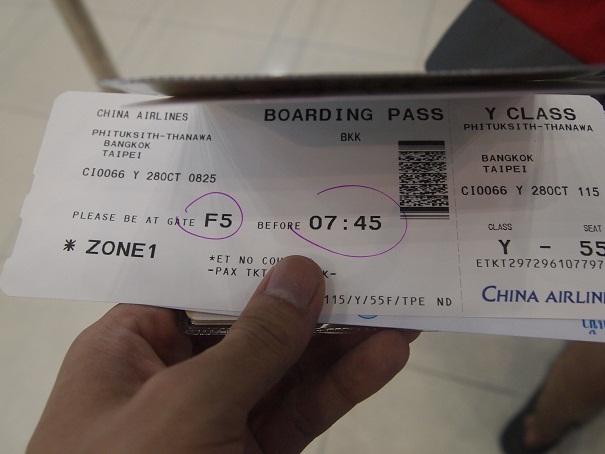 CHINA AIRLINES
BOARDING PASS
BKK
PHITUKSITH-THANAWA
BANGKOK
TAIPEI
CI0066 Y 28OCT 0825
PLEASE BE AT GATE F5 BEFORE 07:45
* ZONE1
*ET NO
-PAX TKT
115/Y/55F/TPE ND
Y CLASS
PHITUKSITH-THANAWA
BANGKOK
TAIPEI
CI0066 Y 28OCT 115
CLASS SEAT
Y - 55
ETKT297296107797
CHINA AIRLIN